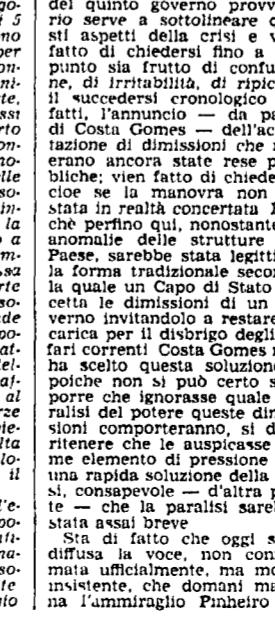 del quinto governo provv
rio serve a sottolineare
sti aspetti della crisi e v
fatto di chiedersi fino a
punto sia frutto di confu
ne, di irritabilità, di ripic
il succedersi cronologico
fatti, l'annuncio — da pa
di Costa Gomes — dell'ac
tazione di dimissioni che
erano ancora state rese p
bliche; vien fatto di chiede
cioe se la manovra non
stata in realtà concertata
chè perfino qui, nonostante
anomalie delle strutture
Paese, sarebbe stata legitti
la forma tradizionale seco
la quale un Capo di Stato
cetta le dimissioni di un
verno invitandolo a restare
carica per il disbrigo degli
fari correnti Costa Gomes
ha scelto questa soluzione
poiche non si può certo s
porre che ignorasse quale
ralisi del potere queste di
sioni comporteranno, si d
ritenere che le auspicasse
me elemento di pressione
una rapida soluzione della
si, consapevole — d'altra p
te — che la paralisi sare
stata assai breve
Sta di fatto che oggi s
diffusa la voce, non con
mata ufficialmente, ma mo
insistente, che domani ma
na l'ammiraglio Pinheiro